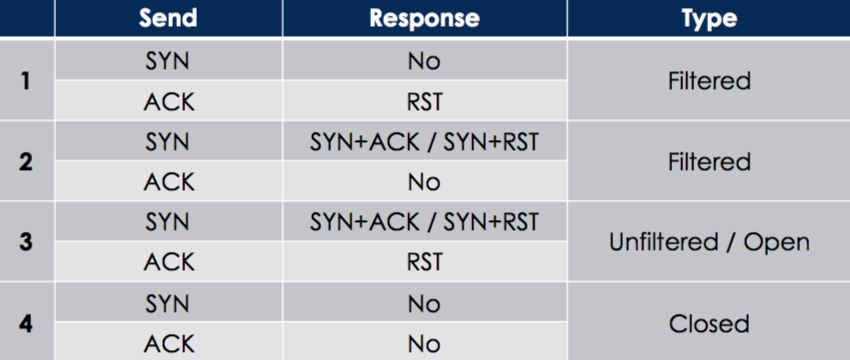 Send Response Type
1 SYN No Filtered
ACK RST
2 SYN SYN+ACK / SYN+RST Filtered
ACK No
3 SYN SYN+ACK / SYN+RST Unfiltered / Open
ACK RST
4 SYN No Closed
ACK No